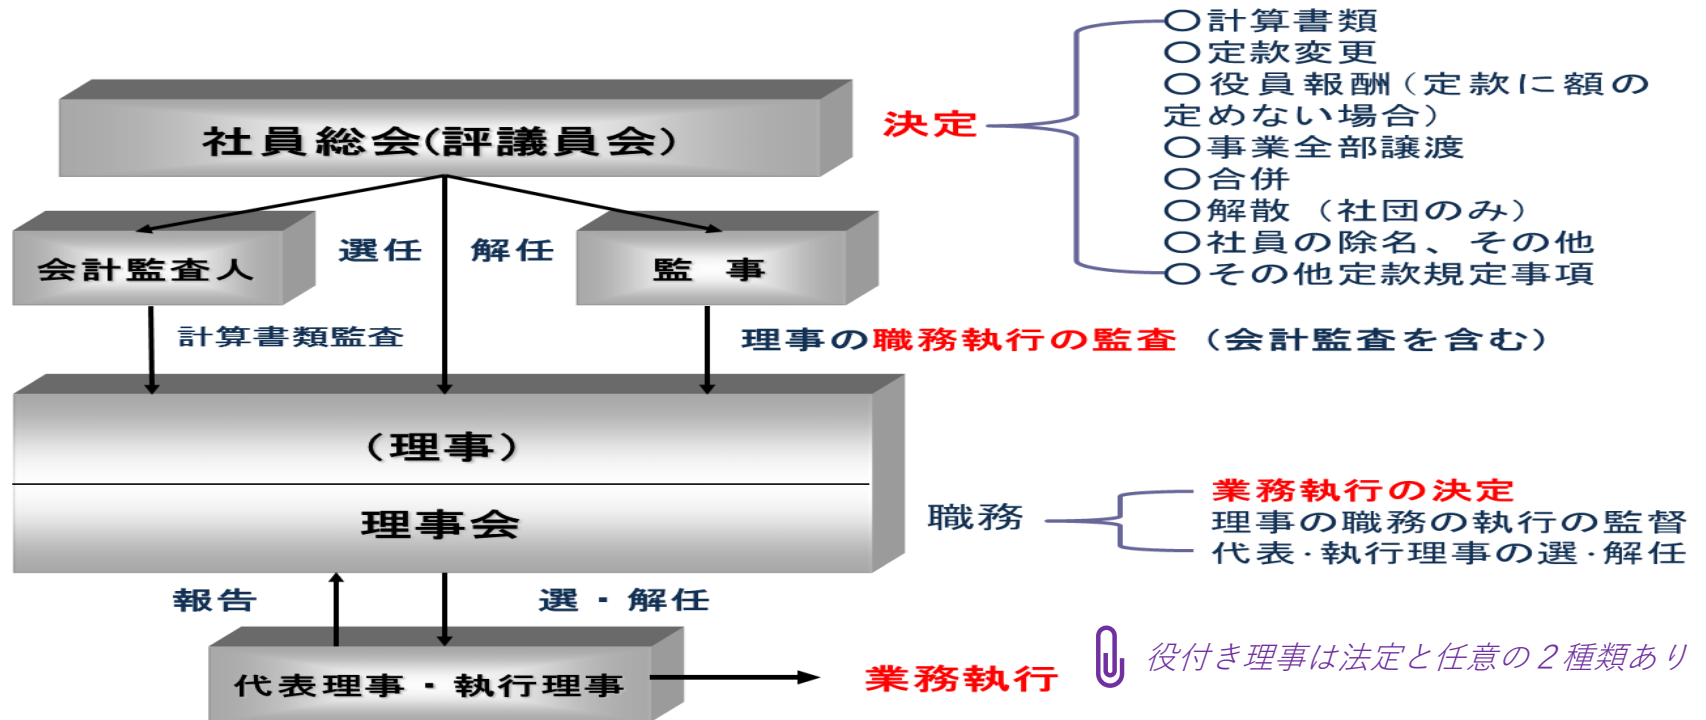 〇計算書類
〇定款変更
〇役員報酬（定款に額の
定めない場合）
〇事業全部譲渡
〇合併
〇解散（社団のみ）
〇社員の除名、その他
〇その他定款規定事項
決定
社員総会(評議員会)
選任 解任
会計監査人
監 事
計算書類監査
理事の職務執行の監査（会計監査を含む）
（理事）
理事会
職務
業務執行の決定
理事の職務の執行の監督
代表･執行理事の選･解任
報告
選・解任
代表理事・執行理事
業務執行
役付き理事は法定と任意の２種類あり